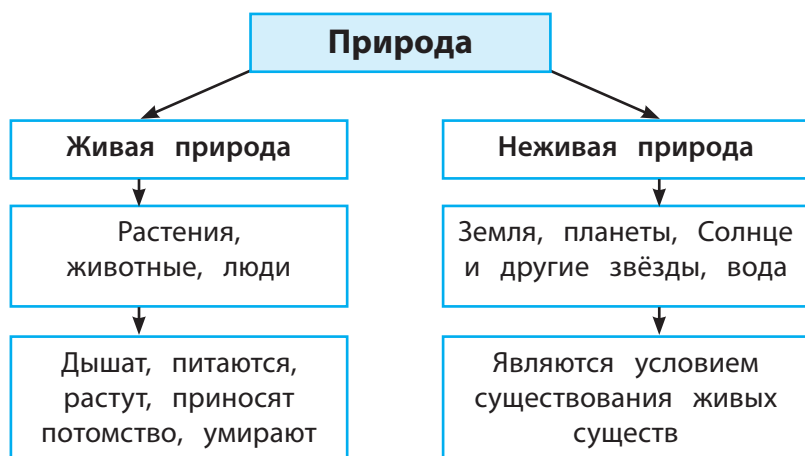 Природа
Живая природа
Растения,
животные, люди
Дышат, питаются,
растут, приносят
потомство, умирают
Неживая природа
Земля, планеты, Солнце
и другие звёзды, вода
Являются условием
существования живых
существ